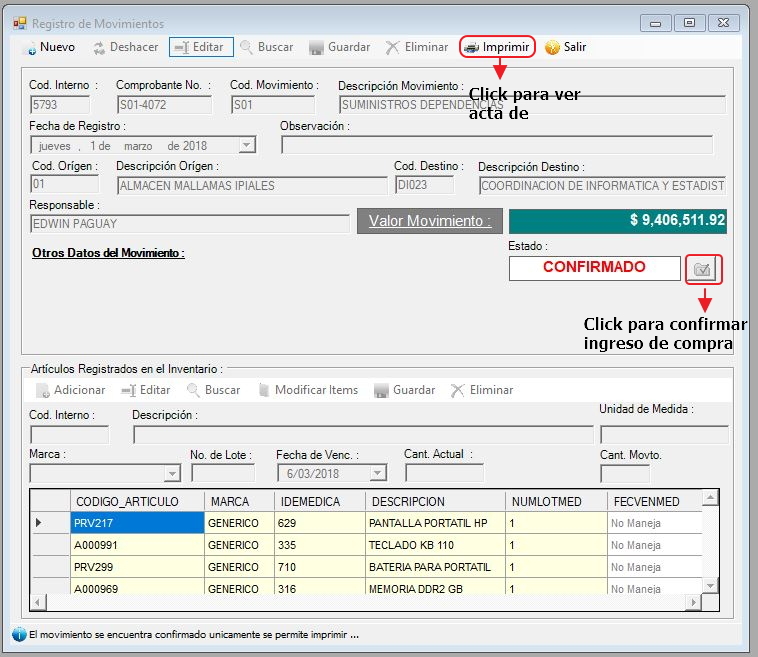 Registro de Movimientos
Nuevo Deshacer Editar Buscar Guardar Eliminar Imprimir Salir
Cod. Interno : Comprobante No. : Cod. Movimiento : Descripción Movimiento :
5793 S01-4072 S01 SUMINISTROS DEPENDENCIAS
Click para ver
acta de
Fecha de Registro : Observación :
jueves , 1 de marzo de 2018
Cod. Orígen : Descripción Orígen : Cod. Destino : Descripción Destino :
01 ALMACEN MALLAMAS IPIALES DI023 COORDINACION DE INFORMATICA Y ESTADIST
Responsable :
EDWIN PAGUAY Valor Movimiento : $ 9,406,511.92
Otros Datos del Movimiento :
Estado :
CONFIRMADO
Click para confirmar
ingreso de compra
Artículos Registrados en el Inventario :
Adicionar Editar Buscar Modificar Items Guardar Eliminar
Cod. Interno : Descripción : Unidad de Medida :
Marca : No. de Lote : Fecha de Venc. : Cant. Actual : Cant. Movto.
6/03/2018
CODIGO_ARTICULO MARCA IDEMEDICA DESCRIPCION NUMLOTMED FECVENMED
PRV217 GENERICO 629 PANTALLA PORTATIL HP 1 No Maneja
A000991 GENERICO 335 TECLADO KB 110 1 No Maneja
PRV299 GENERICO 710 BATERIA PARA PORTATIL 1 No Maneja
A000969 GENERICO 316 MEMORIA DDR2 GB 1 No Maneja
El movimiento se encuentra confirmado unicamente se permite imprimir ...